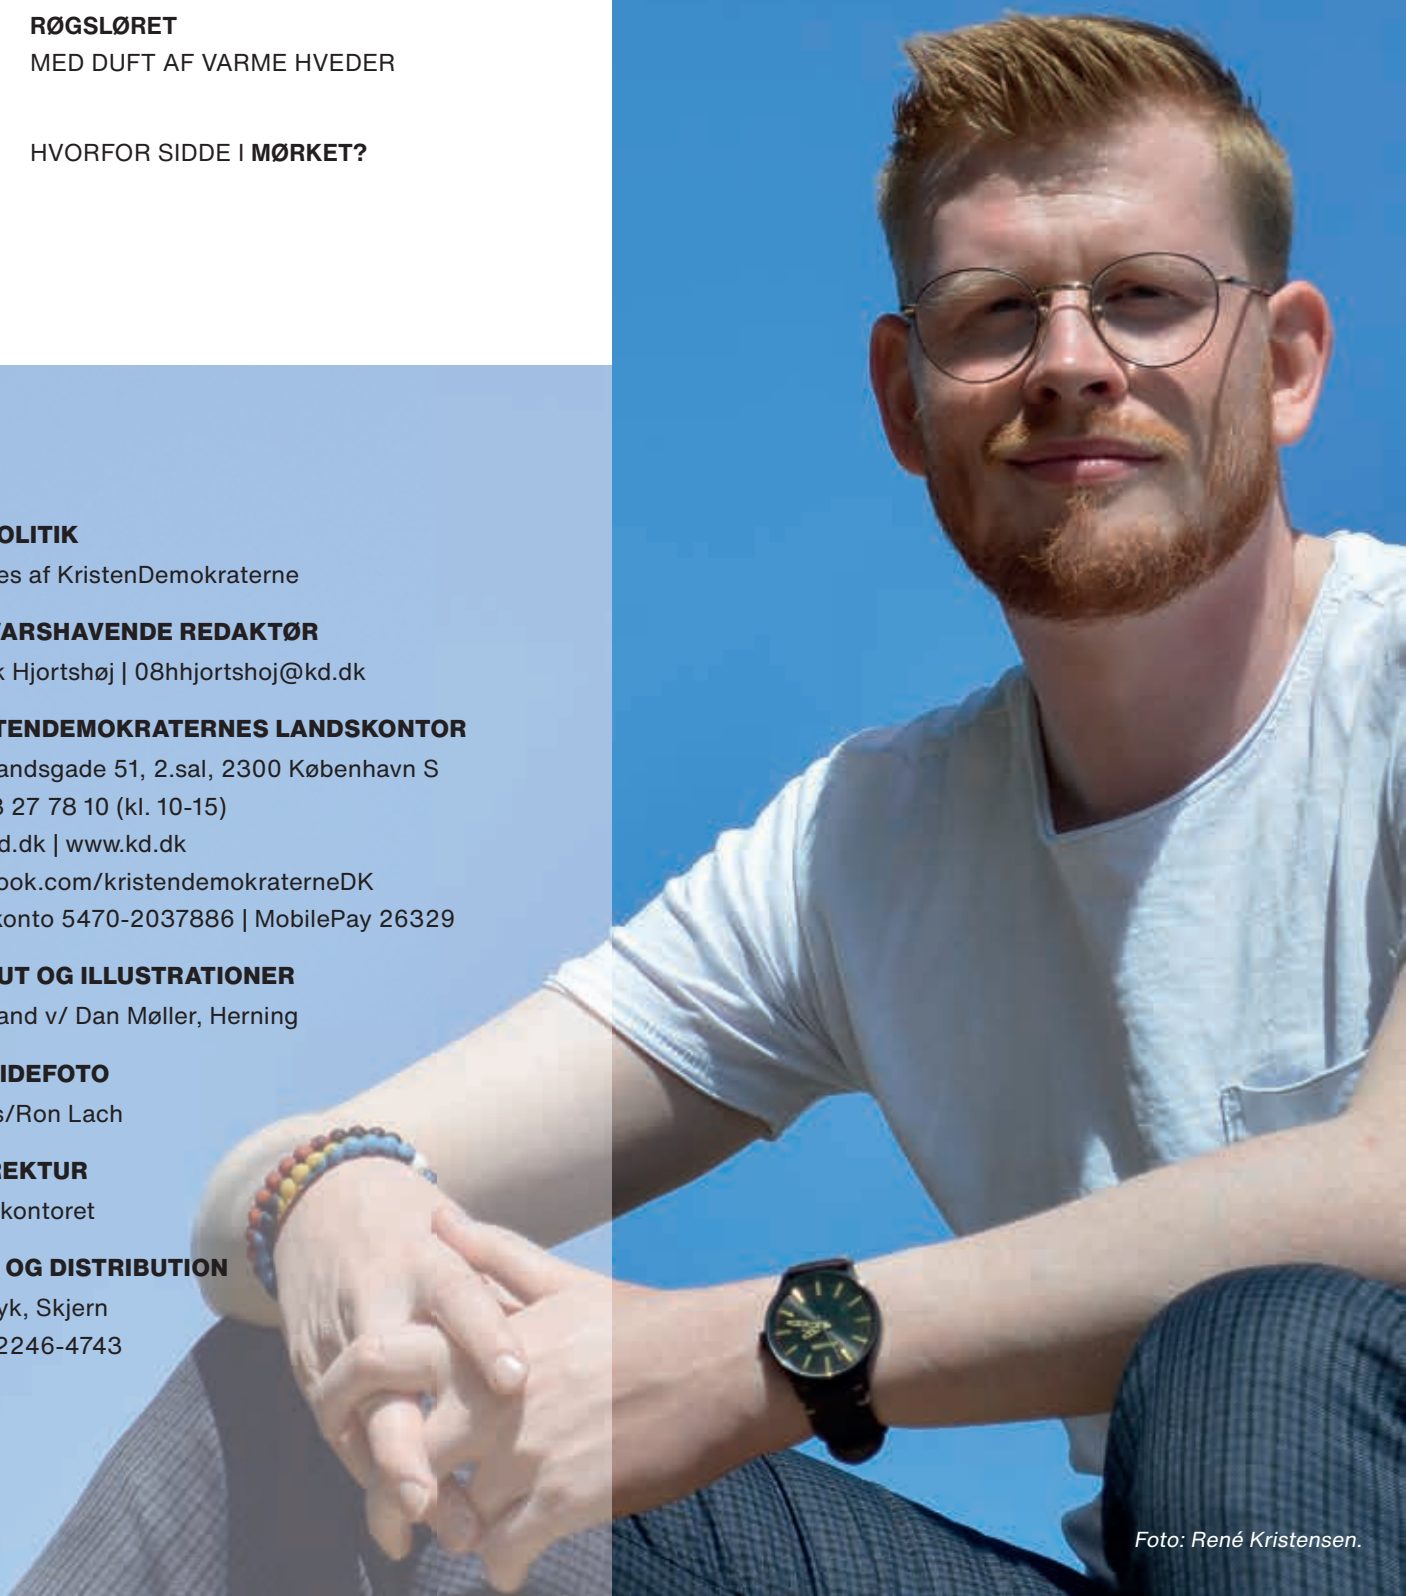 RØGSLØRET
MED DUFT AF VARME HVEDER
HVORFOR SIDDE I MØRKET?
OLITIK
es af KristenDemokraterne
ARSHAVENDE REDAKTØR
k Hjortshøj | 08hhjortshoj@kd.dk
TENDEMOKRATERNES LANDSKONTOR
andsgade 51, 2.sal, 2300 København S
3 27 78 10 (kl. 10-15)
d.dk | www.kd.dk
ook.com/kristendemokraterneDK
konto 5470-2037886 | MobilePay 26329
UT OG ILLUSTRATIONER
and v/ Dan Møller, Herning
IDEFOTO
s/Ron Lach
REKTUR
kontoret
OG DISTRIBUTION
yk, Skjern
2246-4743
Foto: René Kristensen.